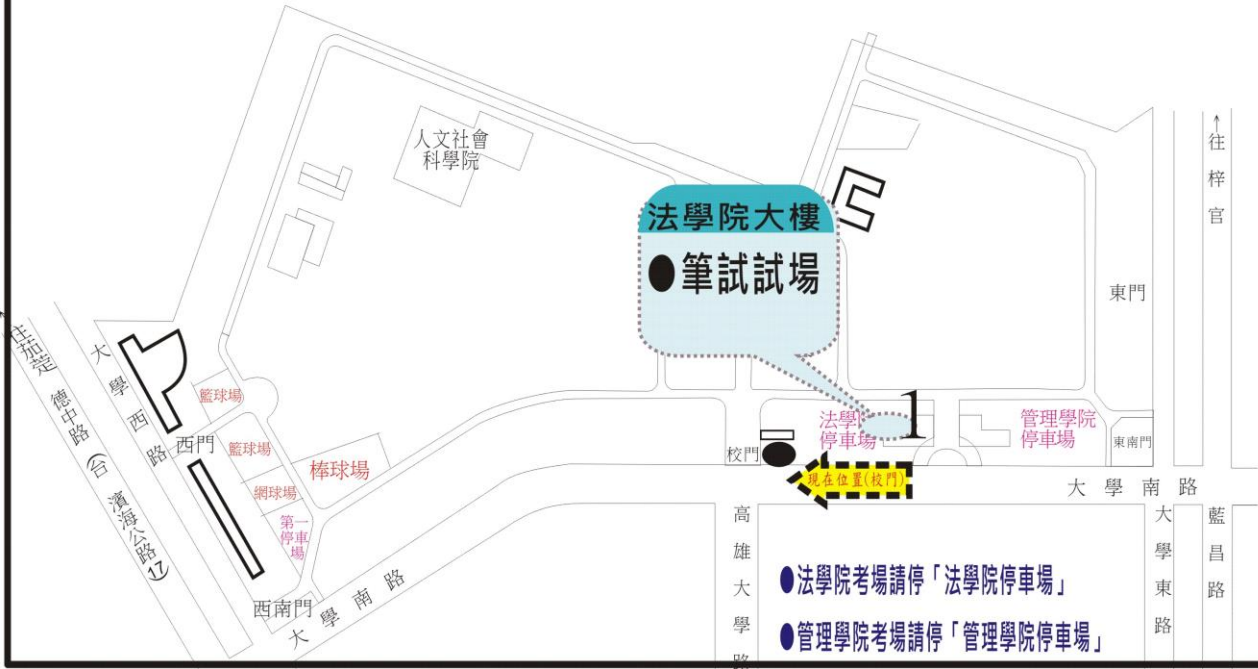 人文社會
科學院
法學院大樓
●筆試試場
↑往梓官
東門
往茄萣
德中路(台濱海公路17)
大學西路
籃球場
西門
籃球場
棒球場
網球場
第一
停車
場
西南門
大學南路
校門
法學
停車場
1
管理學院
停車場
東南門
現在位置(校門)
大學南路
高雄大學路
大學東路
藍昌路
●法學院考場請停「法學院停車場」
●管理學院考場請停「管理學院停車場」